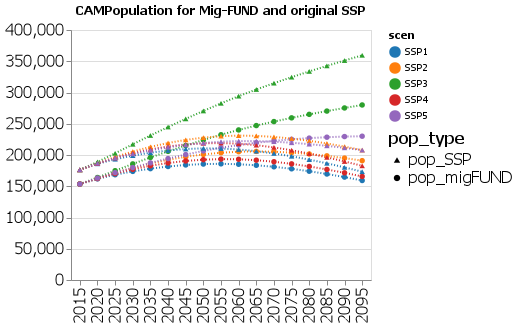 CAMPopulation for Mig-FUND and original SSP
400,000
350,000
300,000
250,000
200,000
150,000
100,000
50,000
0
2015
2020
2025
2030
2035
2040
2045
2050
2055
2060
2065
2070
2075
2080
2085
2090
2095
scen
SSP1
SSP2
SSP3
SSP4
SSP5
pop_type
pop_SSP
pop_migFUND